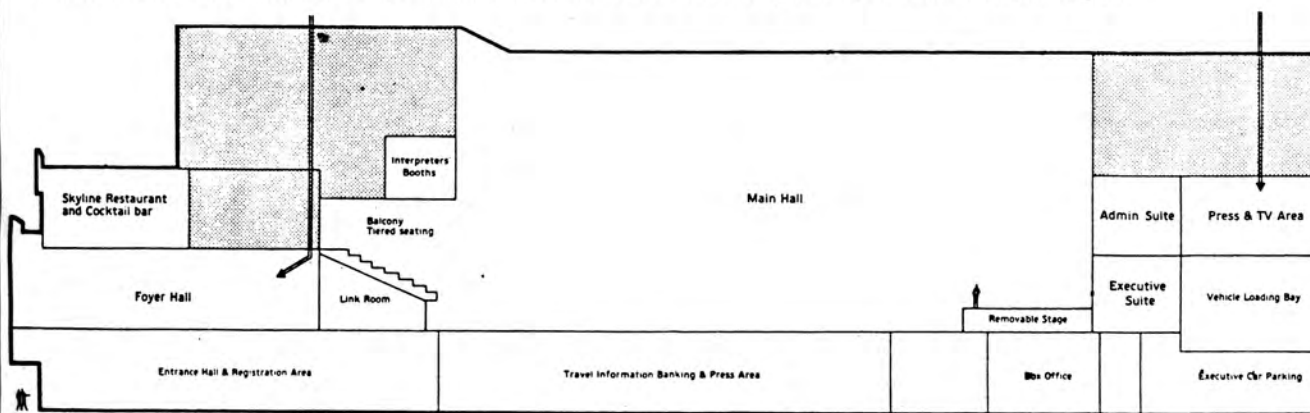 Interpreters'
Booths
Skyline Restaurant
and Cocktail bar
Balcony
Tiered seating
Main Hall
Admin Suite
Press & TV Area
Foyer Hall
Link Room
Executive
Suite
Vehicle Loading Bay
Removable Stage
Entrance Hall & Registration Area
Travel Information Banking & Press Area
Box Office
Executive Car Parking